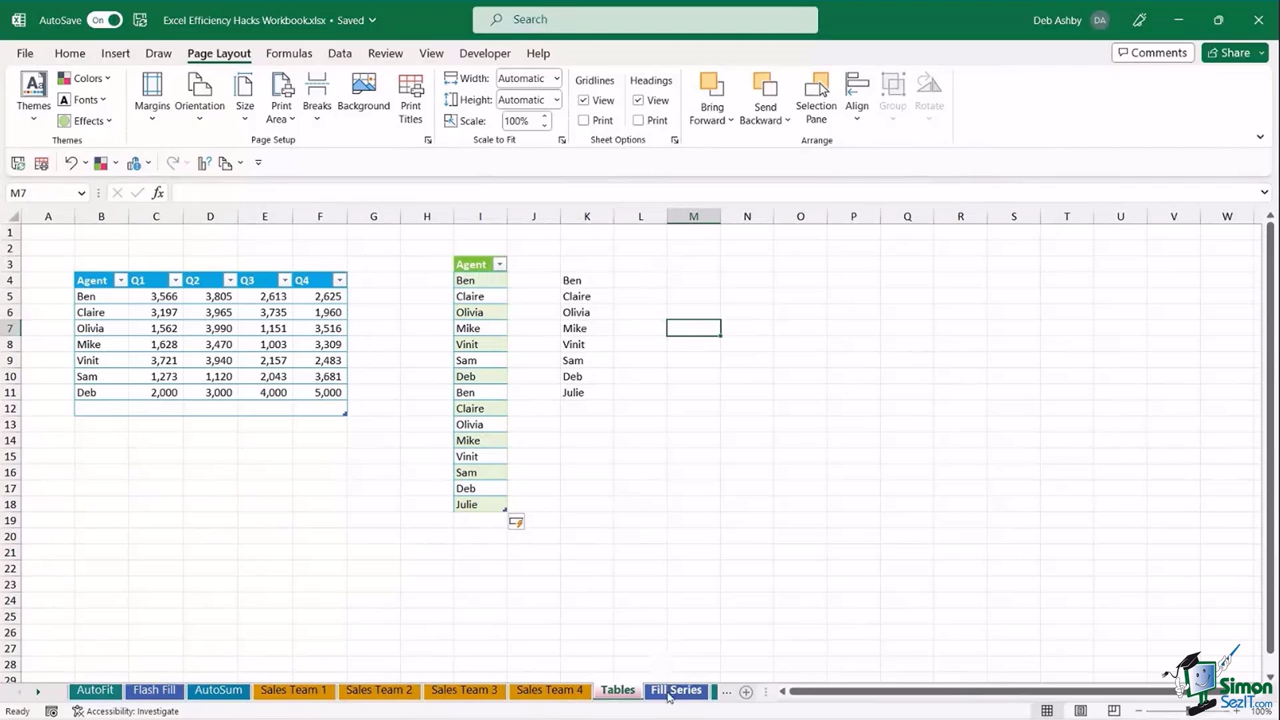 AutoSave On Excel Efficiency Hacks Workbook.xlsx • Saved Search Deb Ashby DA
File Home Insert Draw Page Layout Formulas Data Review View Developer Help Comments Share
Themes Colors Fonts Effects
Margins Orientation Size Print Area Breaks Background Print Titles
Width: Automatic
Height: Automatic
Scale: 100%
Gridlines Headings
View View
Print Print
Bring Forward Send Backward Selection Pane Align Group Rotate
Themes Page Setup Scale to Fit Sheet Options Arrange
M7 fx
A B C D E F G H I J K L M N O P Q R S T U V W
1
2
3 Agent
4 Agent Q1 Q2 Q3 Q4 Ben Ben
5 Ben 3,566 3,805 2,613 2,625 Claire Claire
6 Claire 3,197 3,965 3,735 1,960 Olivia Olivia
7 Olivia 1,562 3,990 1,151 3,516 Mike Mike
8 Mike 1,628 3,470 1,003 3,309 Vinit Vinit
9 Vinit 3,721 3,940 2,157 2,483 Sam Sam
10 Sam 1,273 1,120 2,043 3,681 Deb Deb
11 Deb 2,000 3,000 4,000 5,000 Ben Julie
12 Claire
13 Olivia
14 Mike
15 Vinit
16 Sam
17 Deb
18 Julie
19
20
21
22
23
24
25
26
27
28
29
AutoFit Flash Fill AutoSum Sales Team 1 Sales Team 2 Sales Team 3 Sales Team 4 Tables Fill Series ...
Ready Accessibility: Investigate 100%
Simon
SezIT.com